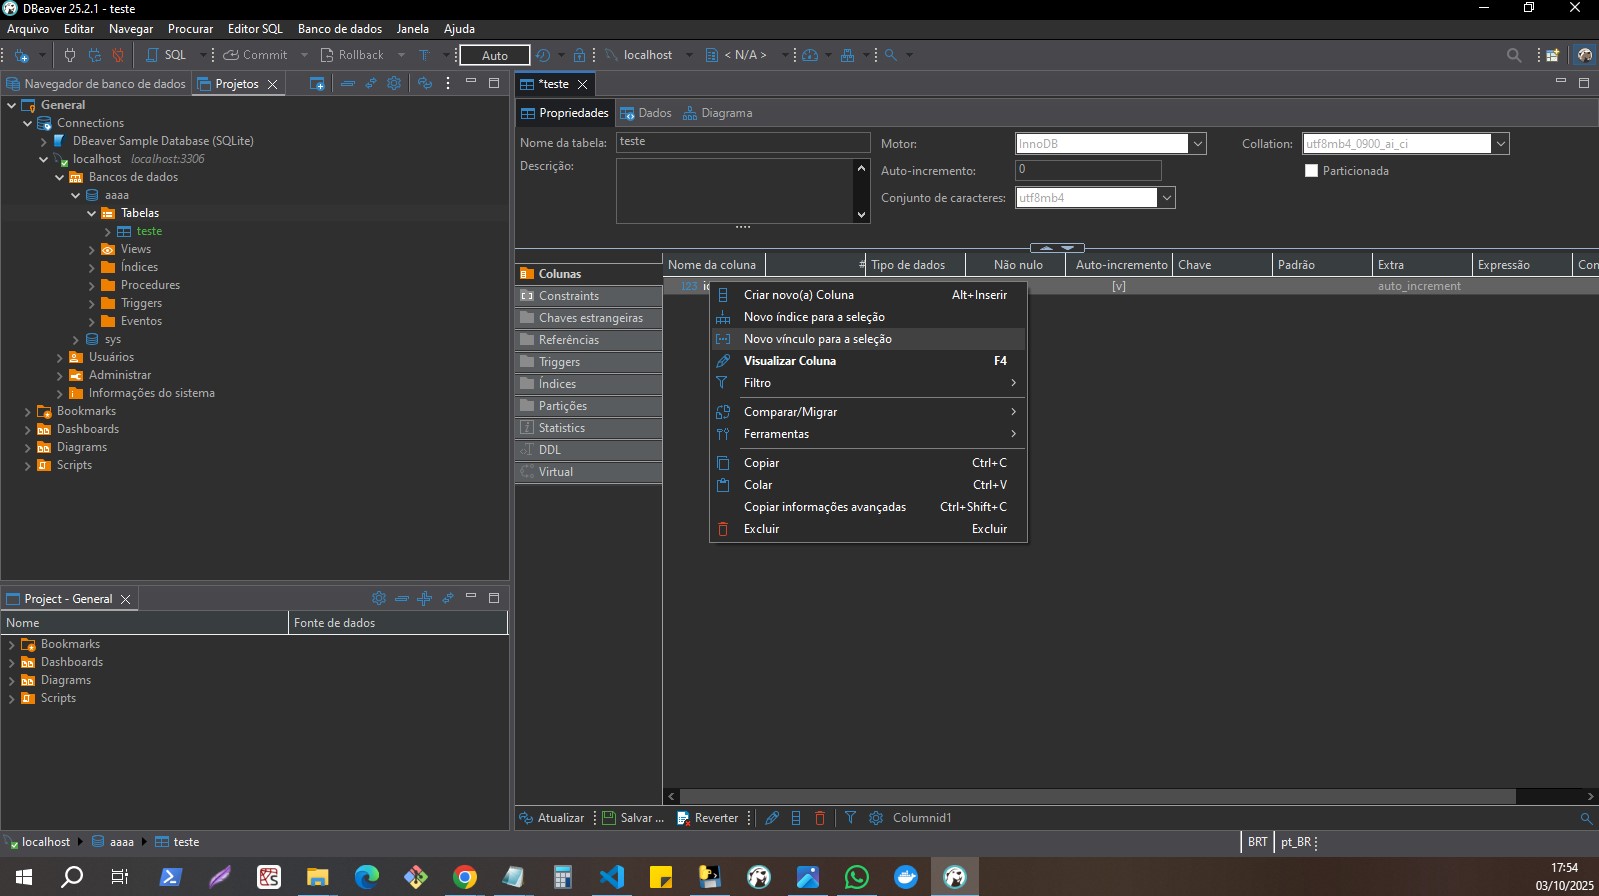 DBeaver 25.2.1 - teste
Arquivo Editar Navegar Procurar Editor SQL Banco de dados Janela Ajuda
SQL Commit Rollback Auto localhost < N/A >
Navegador de banco de dados Projetos
General
Connections
DBeaver Sample Database (SQLite)
localhost localhost:3306
Bancos de dados
aaaa
Tabelas
teste
Views
Índices
Procedures
Triggers
Eventos
sys
Usuários
Administrar
Informações do sistema
Bookmarks
Dashboards
Diagrams
Scripts
Project - General
Nome Fonte de dados
Bookmarks
Dashboards
Diagrams
Scripts
*teste
Propriedades Dados Diagrama
Nome da tabela: teste
Descrição:
Motor: InnoDB
Auto-incremento: 0
Conjunto de caracteres: utf8mb4
Collation: utf8mb4_0900_ai_ci
Particionada
Colunas
Constraints
Chaves estrangeiras
Referências
Triggers
Índices
Partições
Statistics
DDL
Virtual
Nome da coluna # Tipo de dados Não nulo Auto-incremento Chave Padrão Extra Expressão Con
123 [v] auto_increment
Criar novo(a) Coluna Alt+Inserir
Novo índice para a seleção
Novo vínculo para a seleção
Visualizar Coluna F4
Filtro
Comparar/Migrar
Ferramentas
Copiar Ctrl+C
Colar Ctrl+V
Copiar informações avançadas Ctrl+Shift+C
Excluir Excluir
Atualizar Salvar ... Reverter Columnid1
localhost aaaa teste
BRT pt_BR
17:54
03/10/2025